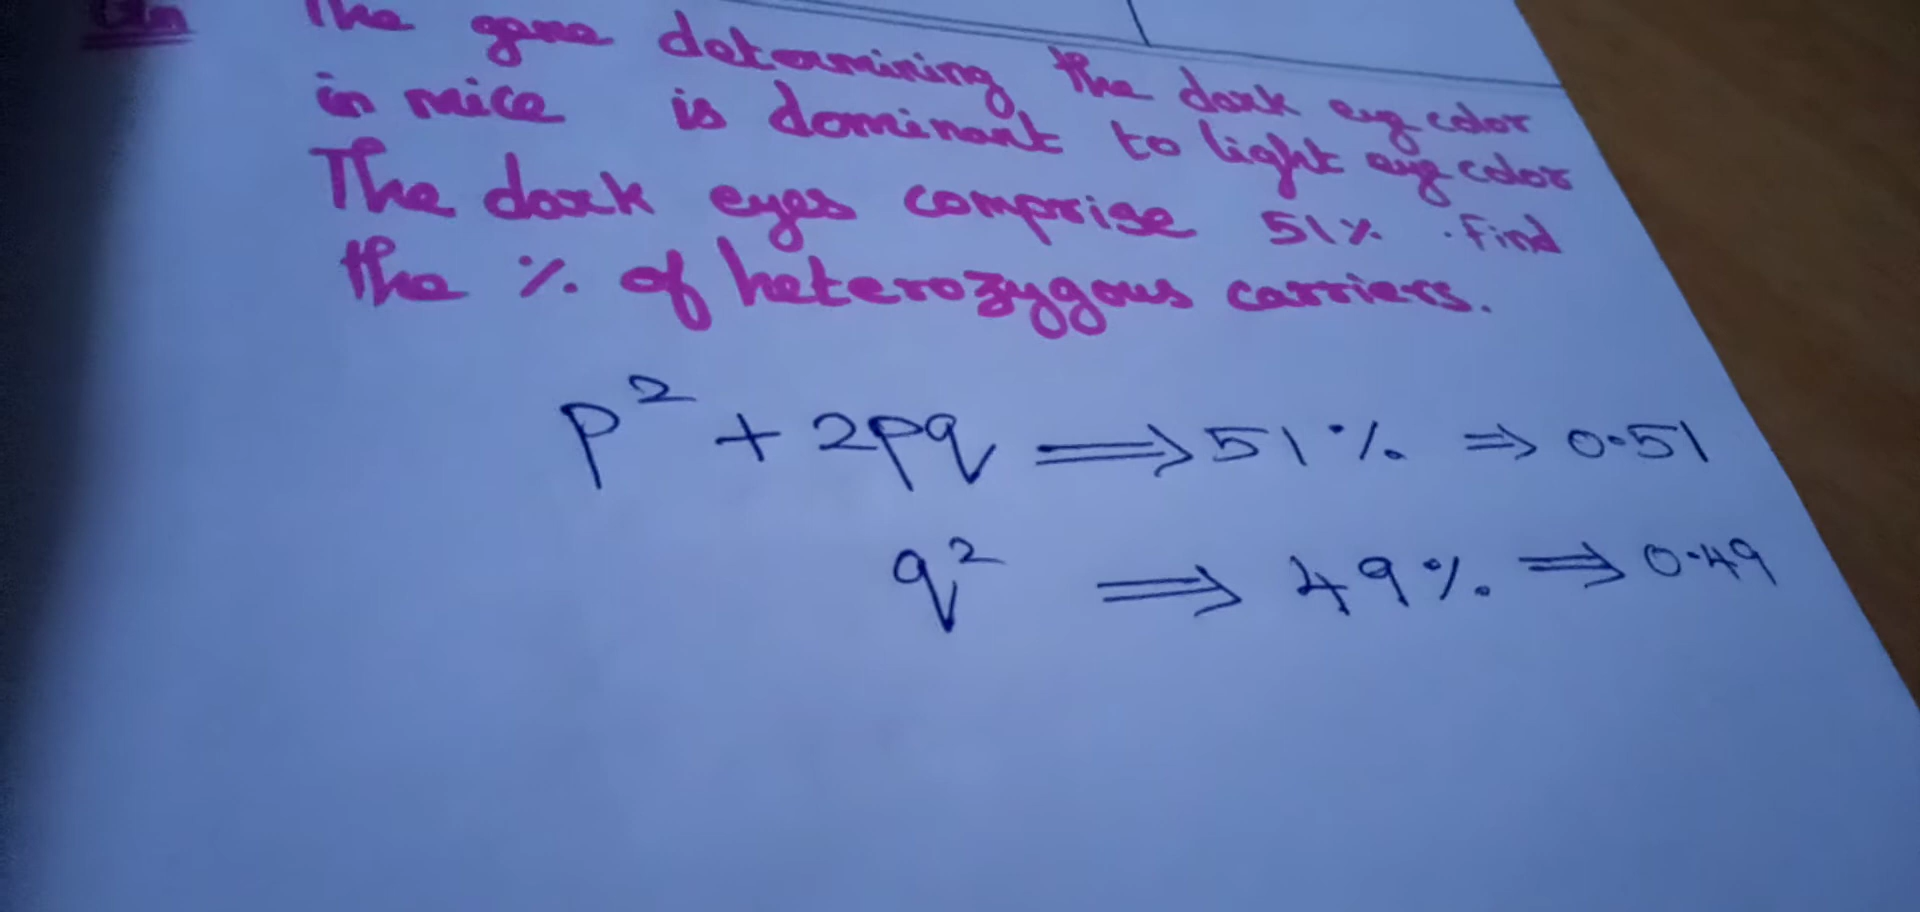 The gene determining the dark eye color
in mice is dominant to light eye color
The dark eyes comprise 51% . Find
the % of heterozygous carriers.
p² + 2pq ⟹ 51% ⇒ 0.51
q² ⟹ 49% ⟹ 0.49